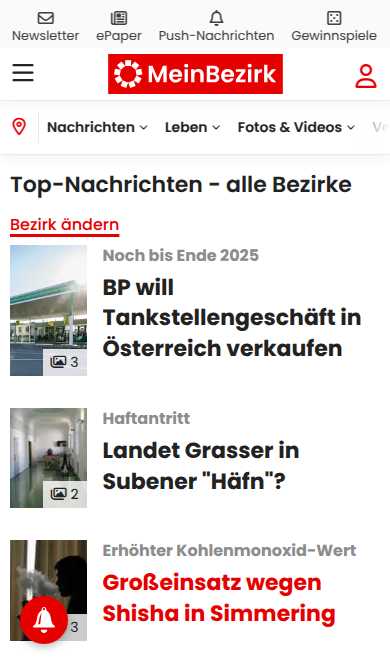 Newsletter
ePaper
Push-Nachrichten
Gewinnspiele
MeinBezirk
Nachrichten
Leben
Fotos & Videos
Top-Nachrichten - alle Bezirke
Bezirk ändern
Noch bis Ende 2025
BP will
Tankstellengeschäft in
Österreich verkaufen
3
Haftantritt
Landet Grasser in
Subener "Häfn"?
2
Erhöhter Kohlenmonoxid-Wert
Großeinsatz wegen
Shisha in Simmering
3